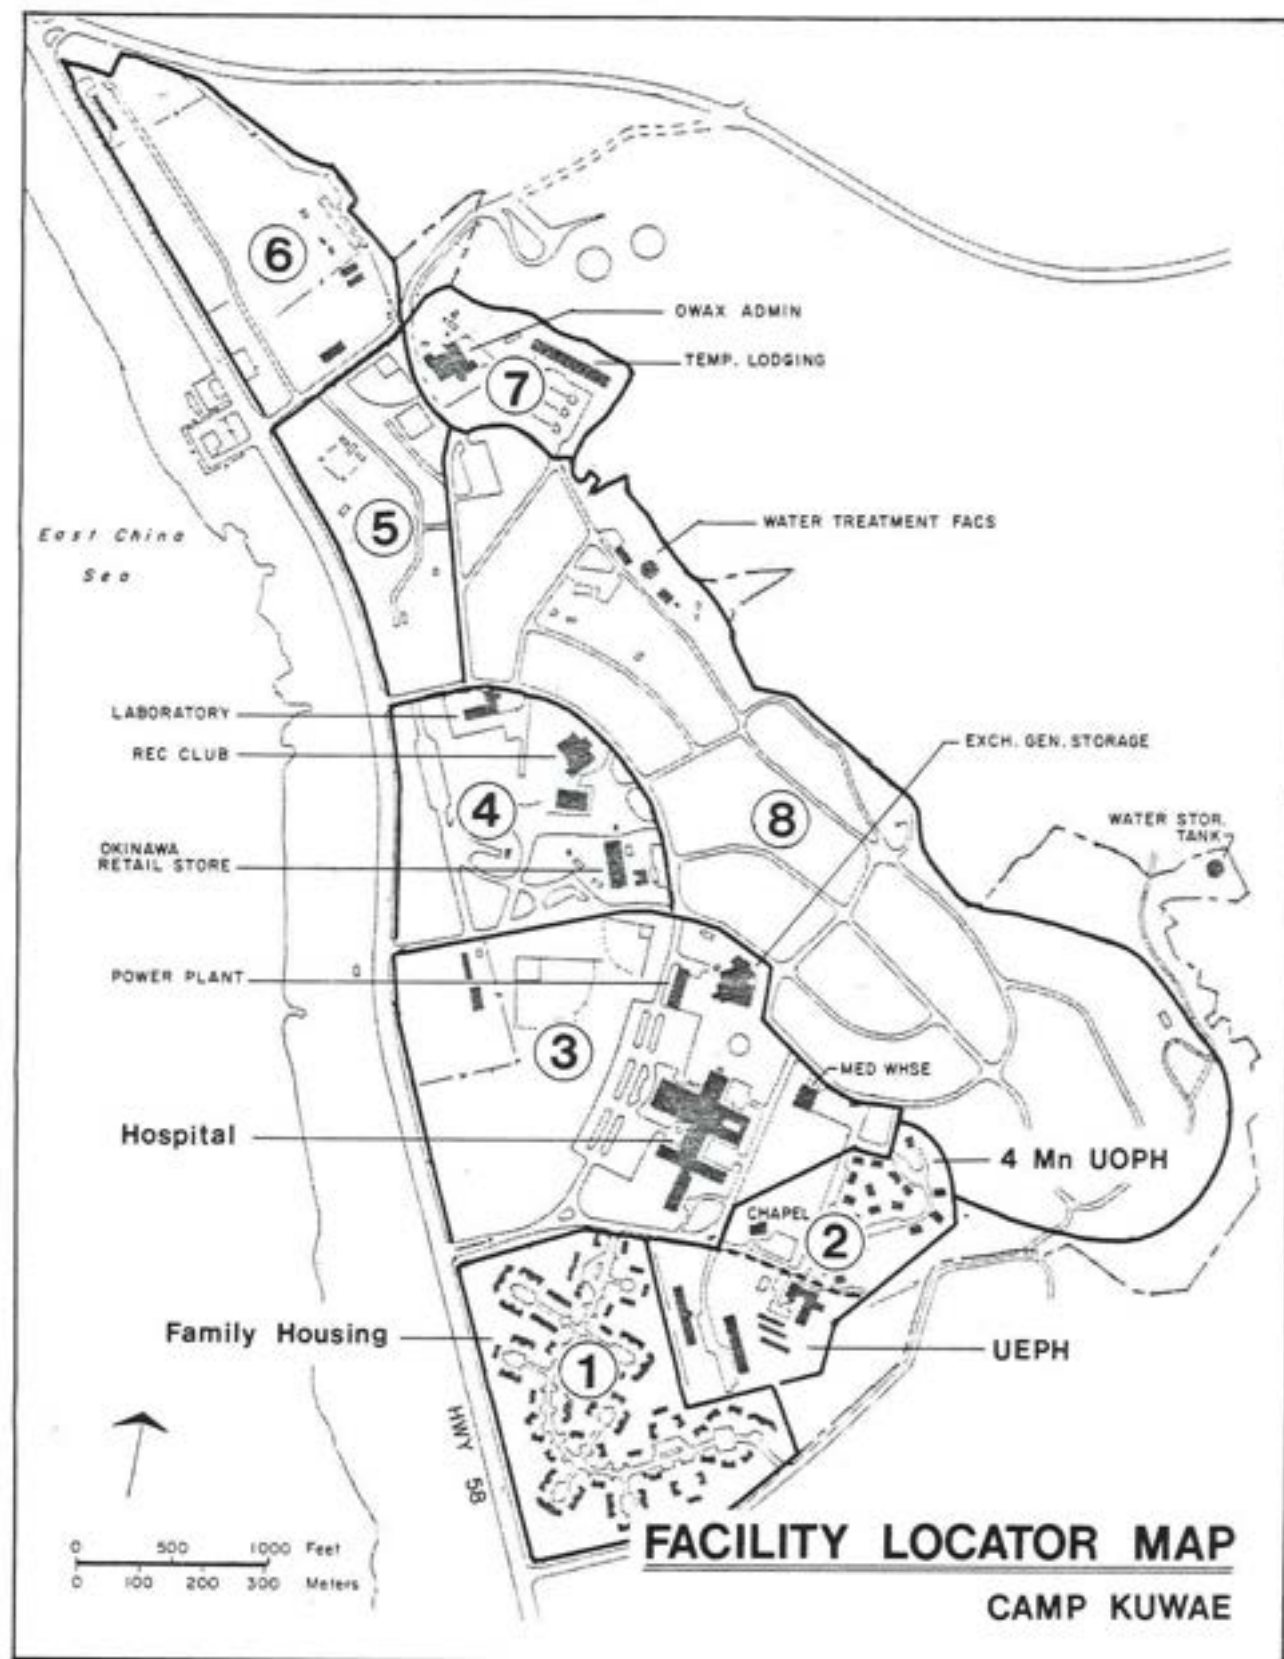 6
OWAX ADMIN
TEMP. LODGING
7
5
East China
Sea
WATER TREATMENT FACS
LABORATORY
REC CLUB
EXCH. GEN. STORAGE
4
8
WATER STOR.
TANK
OKINAWA
RETAIL STORE
POWER PLANT
3
MED WHSE
Hospital
4 Mn UOPH
CHAPEL
2
Family Housing
UEPH
1
HWY 58
0 500 1000 Feet
0 100 200 300 Meters
FACILITY LOCATOR MAP
CAMP KUWAE